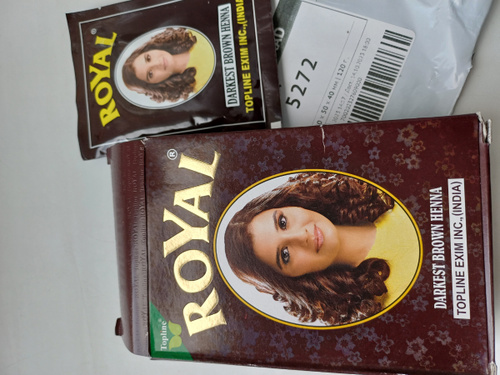 ROYAL®
DARKEST BROWN HENNA
TOPLINE EXIM INC.,(INDIA)
5272
Topline
ROYAL®
DARKEST BROWN HENNA
TOPLINE EXIM INC.,(INDIA)